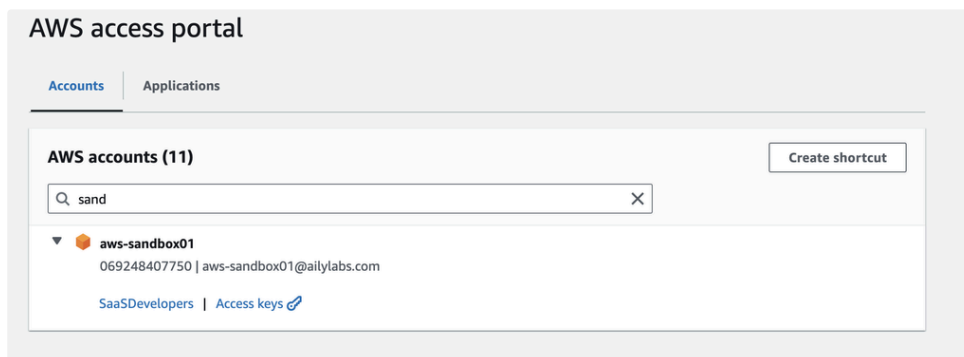 AWS access portal
Accounts Applications
AWS accounts (11) Create shortcut
sand
aws-sandbox01
069248407750 | aws-sandbox01@ailylabs.com
SaaSDevelopers | Access keys